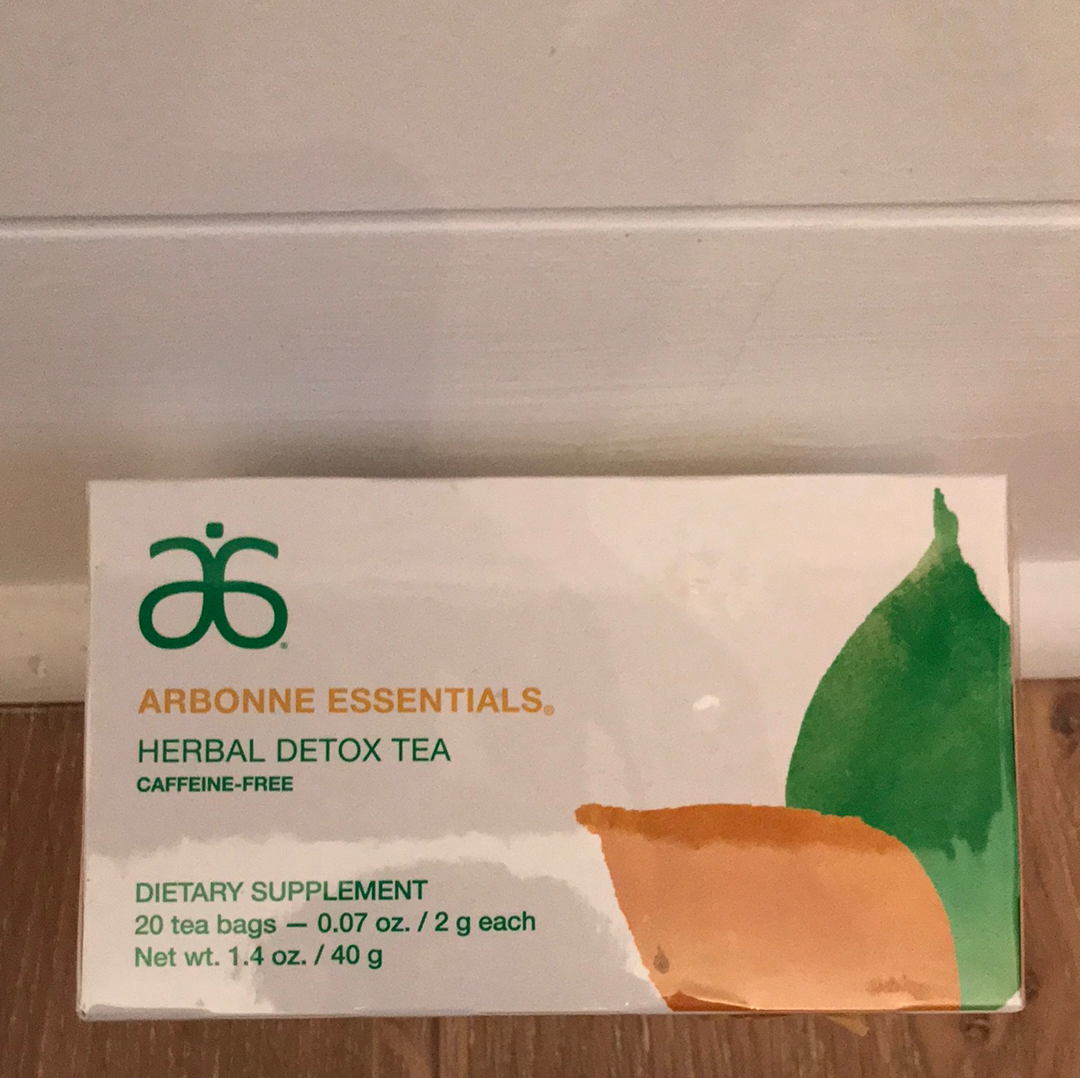 ARBONNE ESSENTIALS®
HERBAL DETOX TEA
CAFFEINE-FREE
DIETARY SUPPLEMENT
20 tea bags — 0.07 oz. / 2 g each
Net wt. 1.4 oz. / 40 g